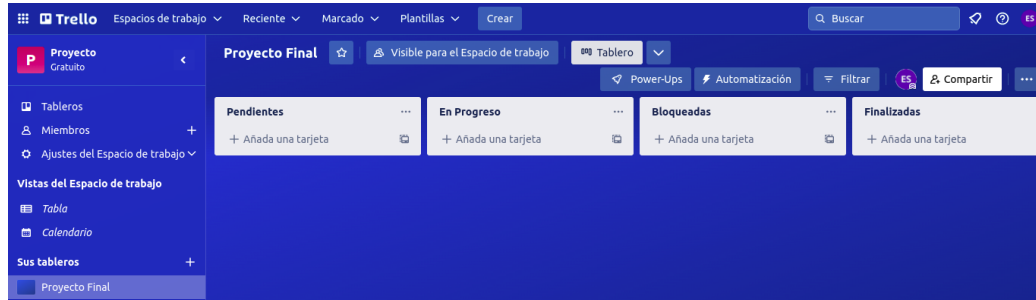 Trello Espacios de trabajo Reciente Marcado Plantillas Crear Buscar ES
P Proyecto
Gratuito
Proyecto Final Visible para el Espacio de trabajo Tablero
Power-Ups Automatización Filtrar ES Compartir ...
Tableros
Miembros +
Ajustes del Espacio de trabajo
Vistas del Espacio de trabajo
Tabla
Calendario
Sus tableros +
Proyecto Final
Pendientes ...
+ Añada una tarjeta
En Progreso ...
+ Añada una tarjeta
Bloqueadas ...
+ Añada una tarjeta
Finalizadas
+ Añada una tarjeta